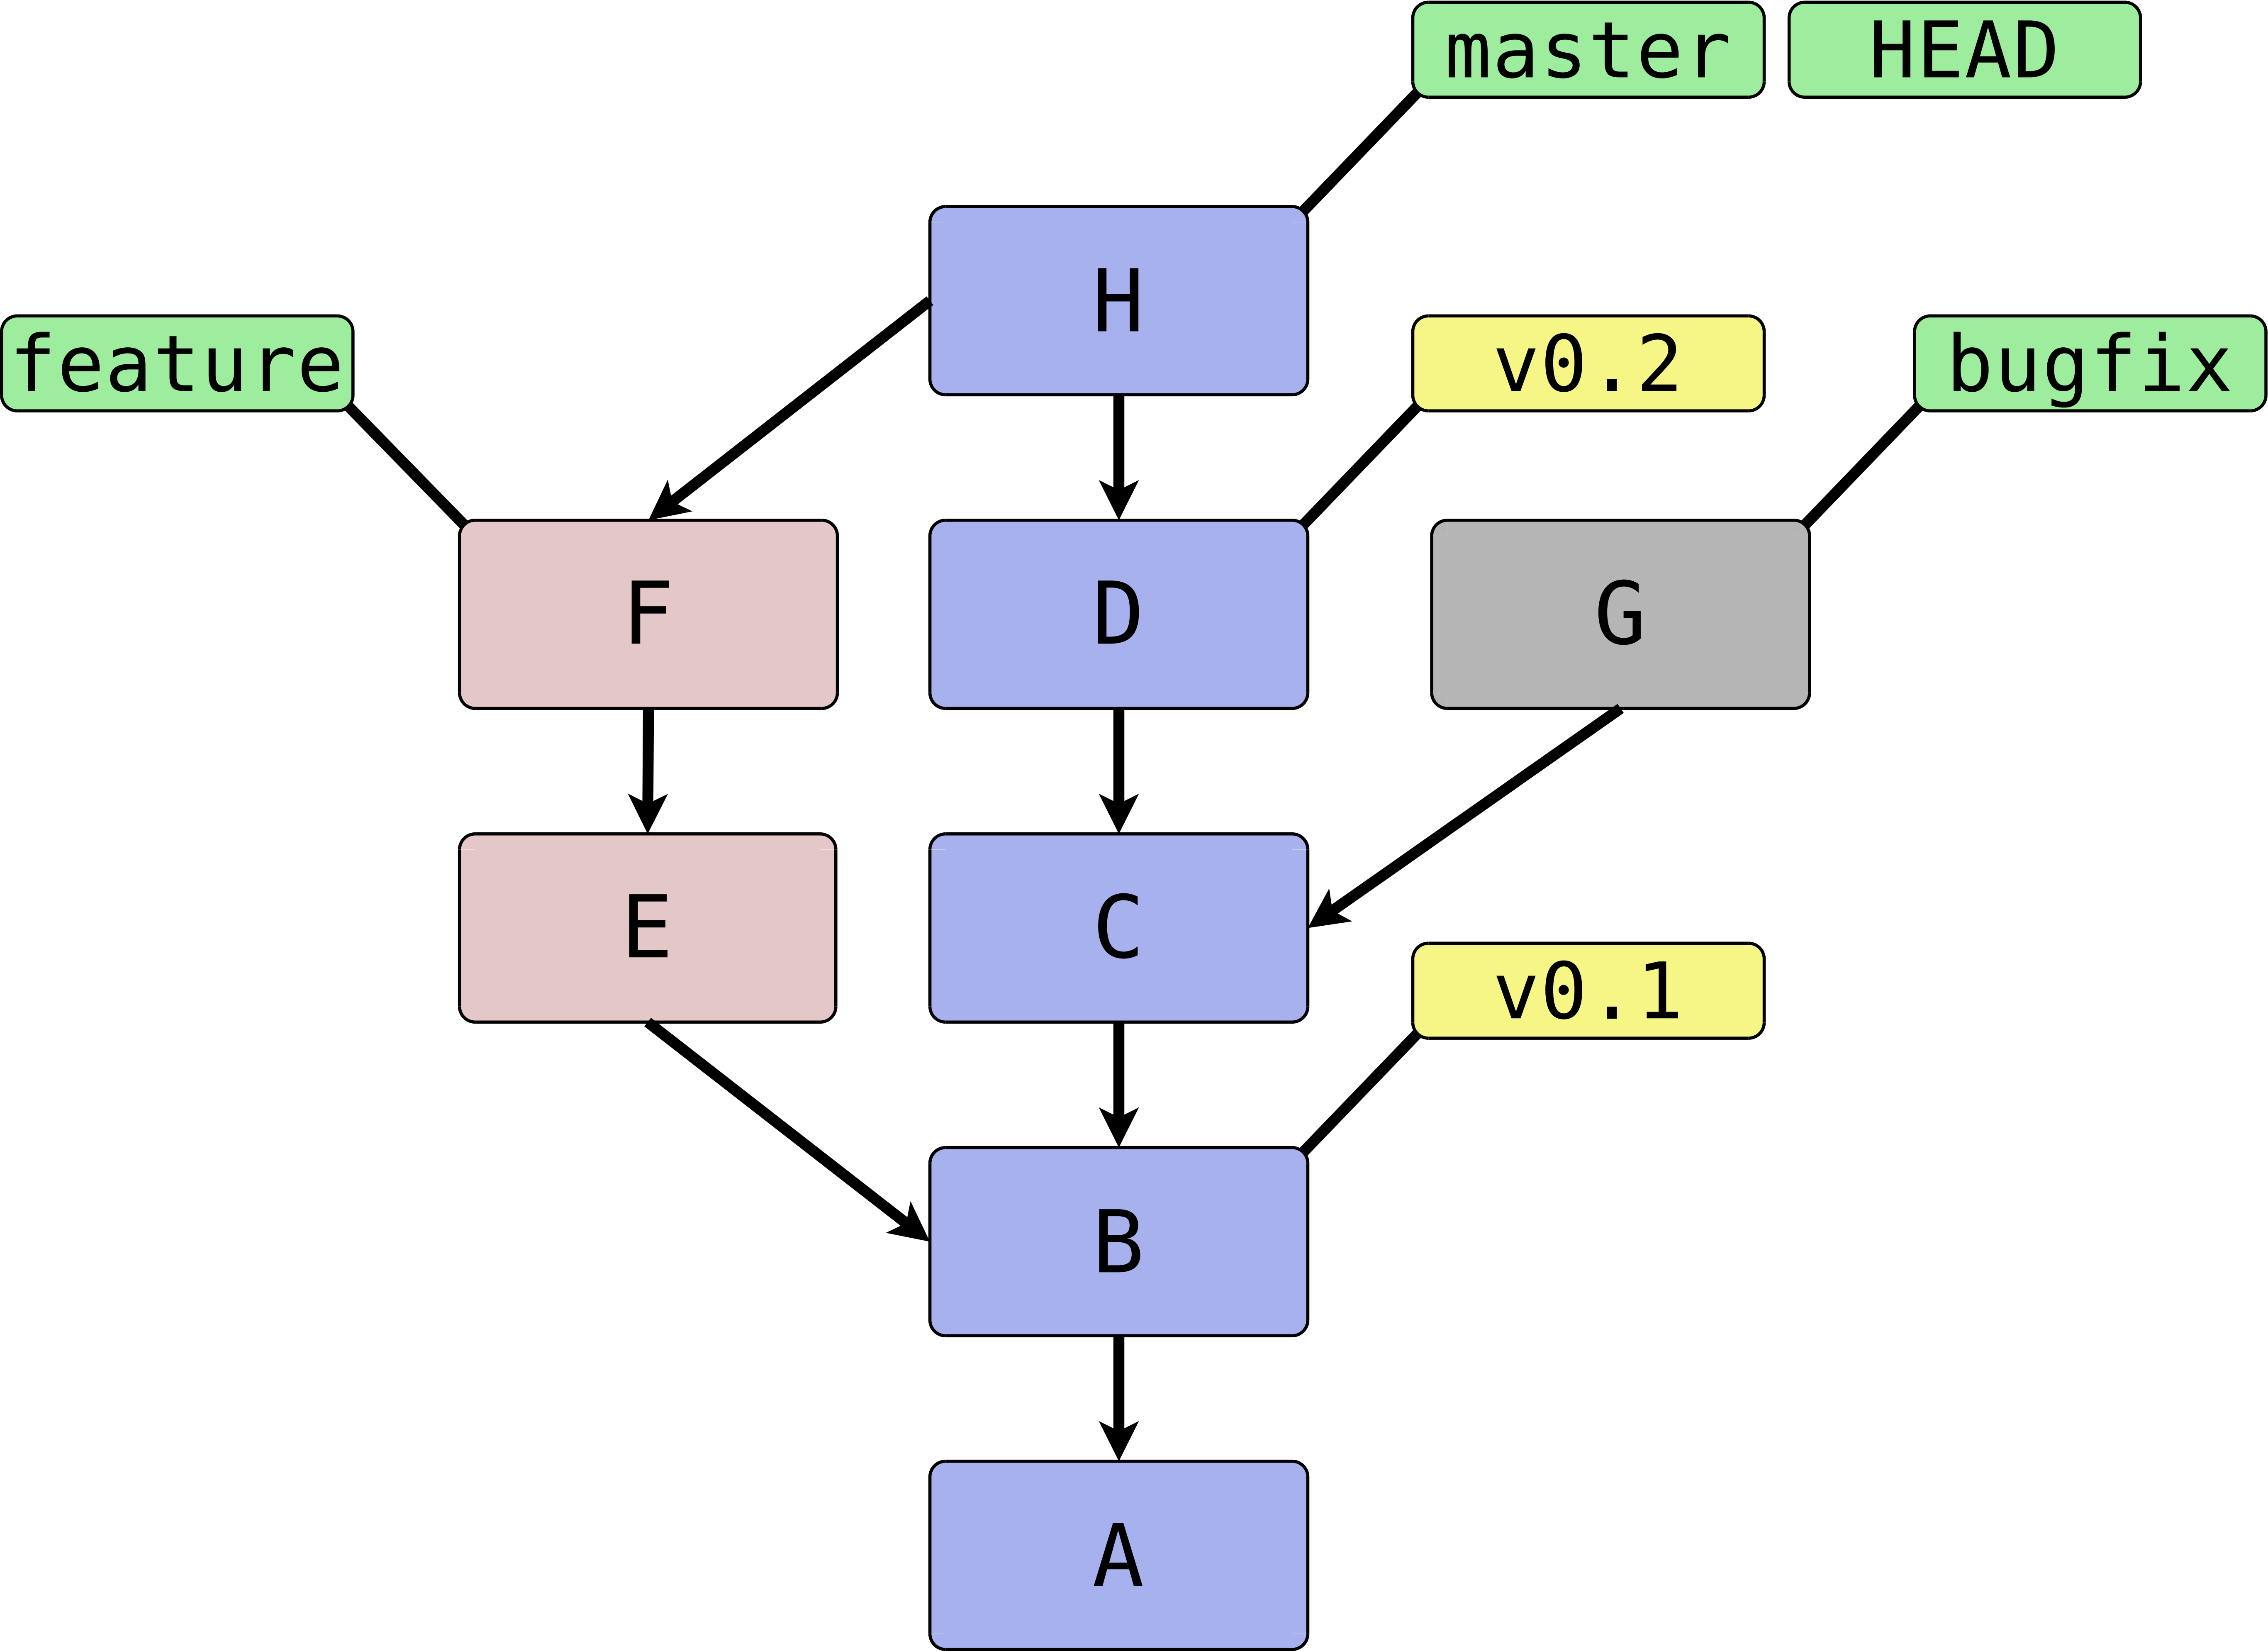 master HEAD
H
feature v0.2 bugfix
F D G
E C
v0.1
B
A